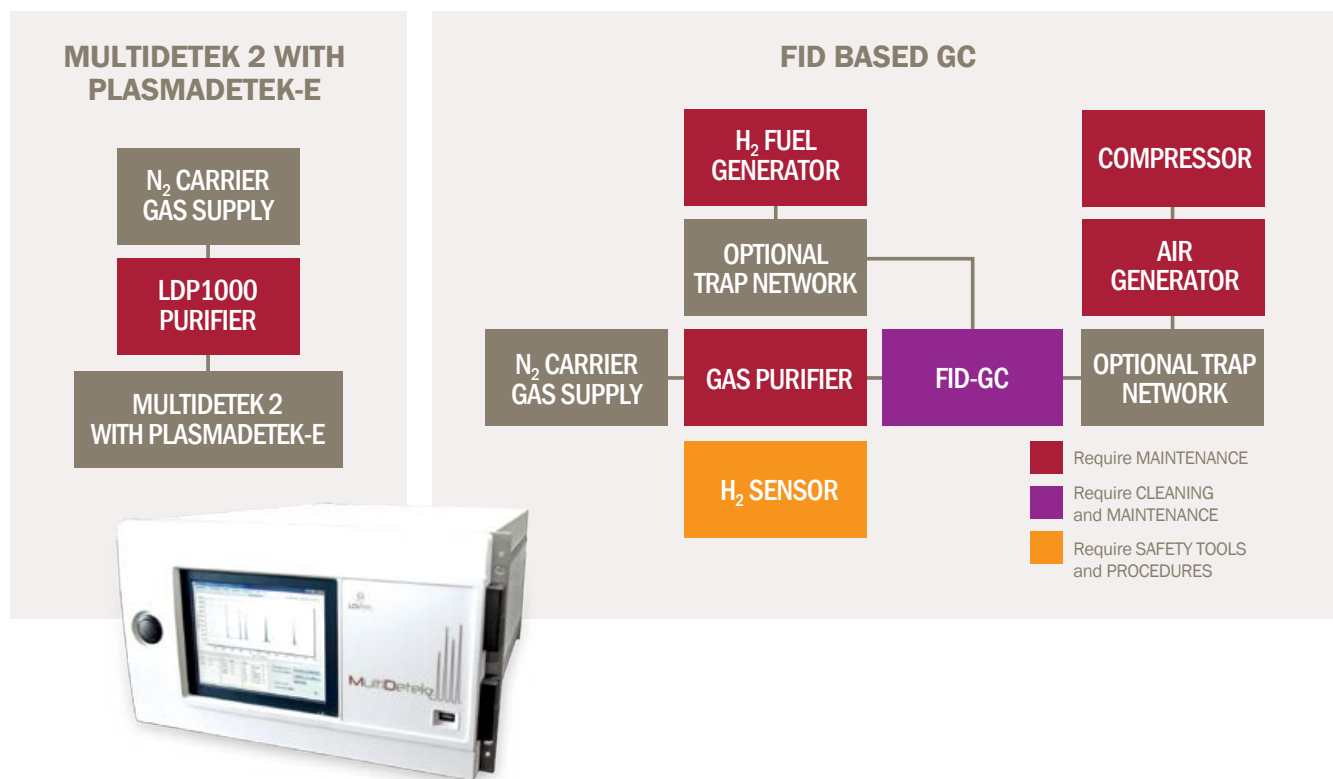 MULTIDETEK 2 WITH
PLASMADETEK-E
N₂ CARRIER
GAS SUPPLY
LDP1000
PURIFIER
MULTIDETEK 2
WITH PLASMADETEK-E
FID BASED GC
H₂ FUEL
GENERATOR
COMPRESSOR
OPTIONAL
TRAP NETWORK
AIR
GENERATOR
N₂ CARRIER
GAS SUPPLY
GAS PURIFIER
FID-GC
OPTIONAL TRAP
NETWORK
H₂ SENSOR
Require MAINTENANCE
Require CLEANING
and MAINTENANCE
Require SAFETY TOOLS
and PROCEDURES
MultiDetek2